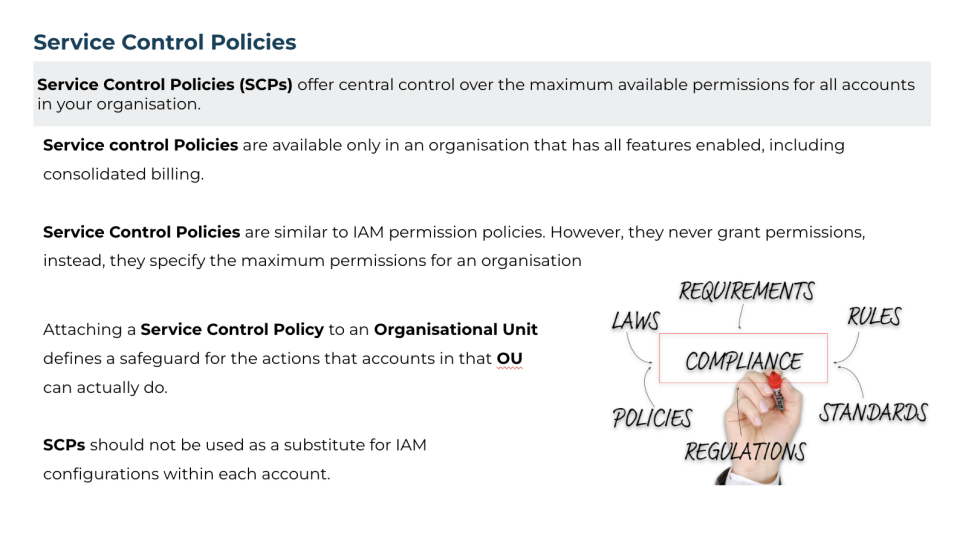 Service Control Policies
Service Control Policies (SCPs) offer central control over the maximum available permissions for all accounts
in your organisation.
Service control Policies are available only in an organisation that has all features enabled, including
consolidated billing.
Service Control Policies are similar to IAM permission policies. However, they never grant permissions,
instead, they specify the maximum permissions for an organisation
Attaching a Service Control Policy to an Organisational Unit
defines a safeguard for the actions that accounts in that OU
can actually do.
SCPs should not be used as a substitute for IAM
configurations within each account.
REQUIREMENTS
LAWS
RULES
COMPLIANCE
POLICIES
STANDARDS
REGULATIONS